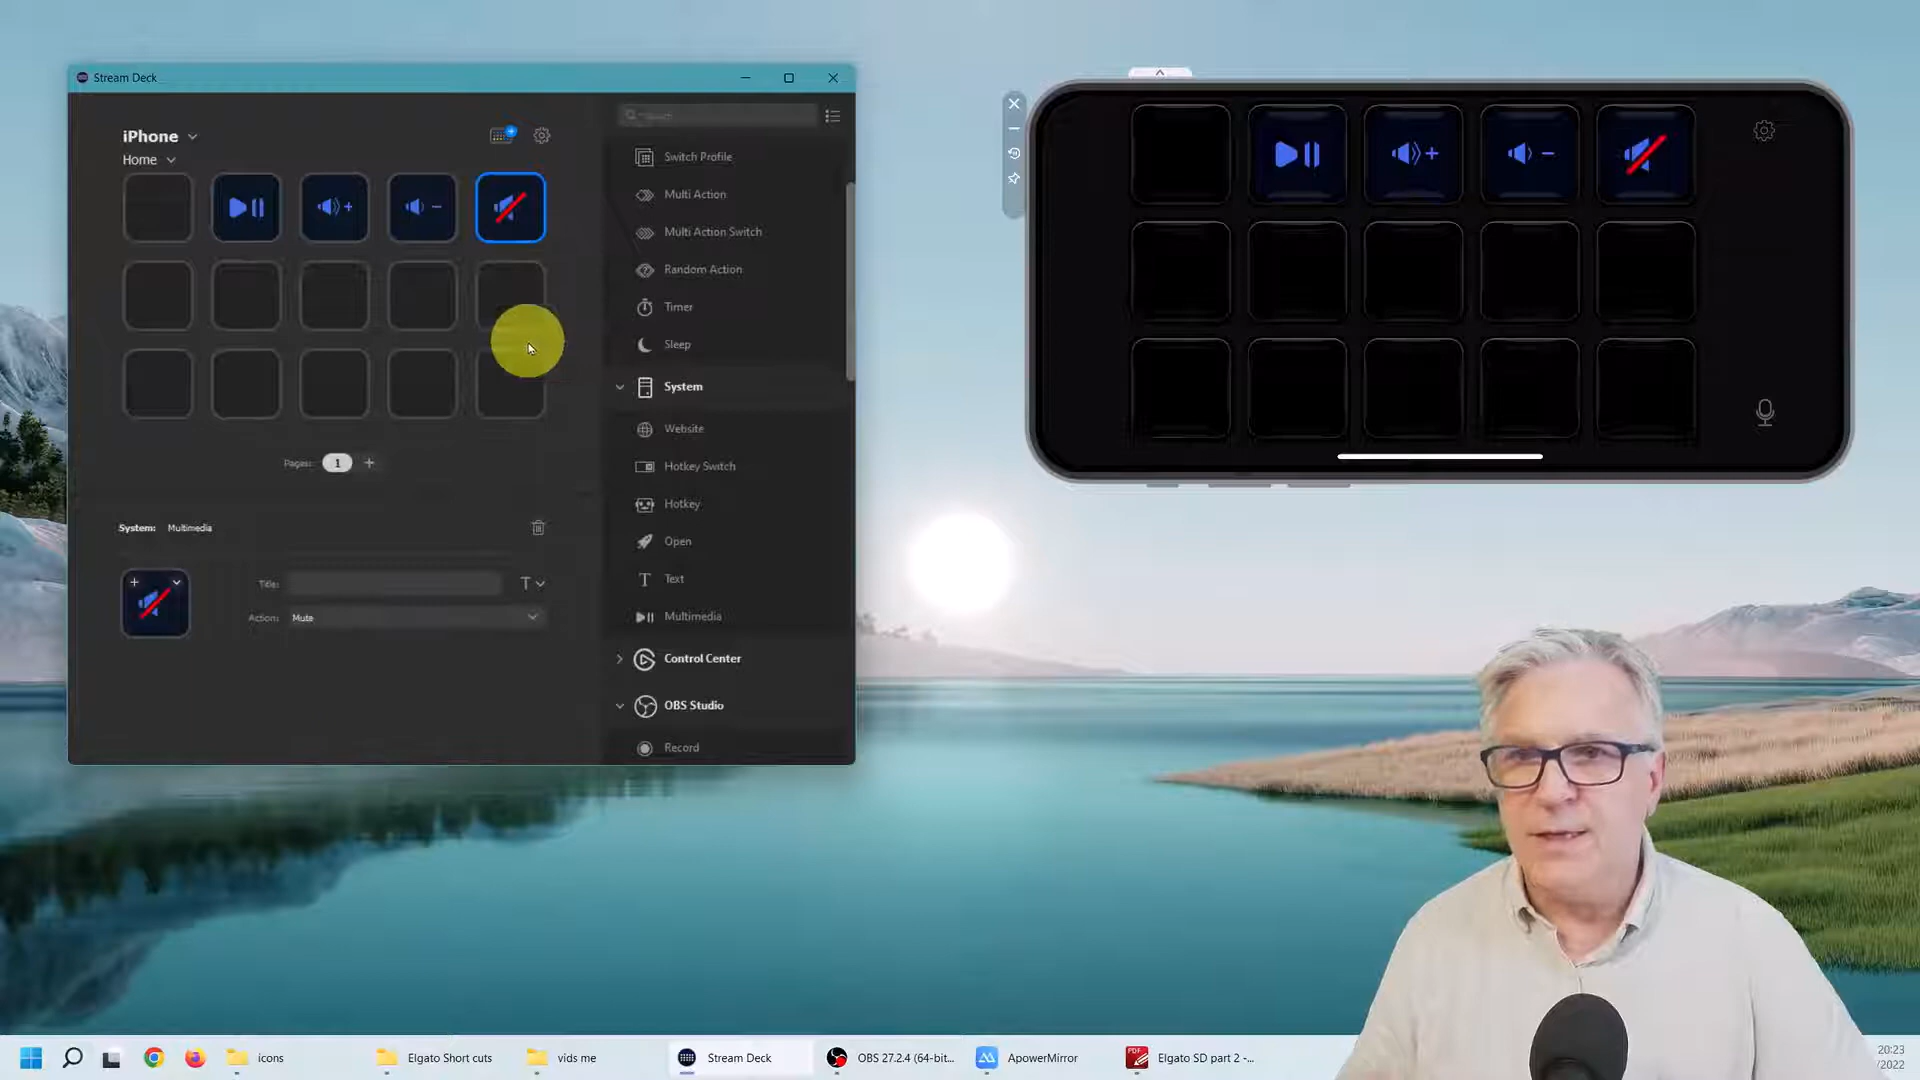 Stream Deck
iPhone
Home
Switch Profile
Multi Action
Multi Action Switch
Random Action
Timer
Sleep
System
Website
Hotkey Switch
Hotkey
Open
Text
Multimedia
Control Center
OBS Studio
Record
Pages: 1 +
System: Multimedia
Title: T
Action: Mute
icons
Elgato Short cuts
vids me
Stream Deck
OBS 27.2.4 (64-bit...
ApowerMirror
PDF
Elgato SD part 2 -...
20:23
/2022